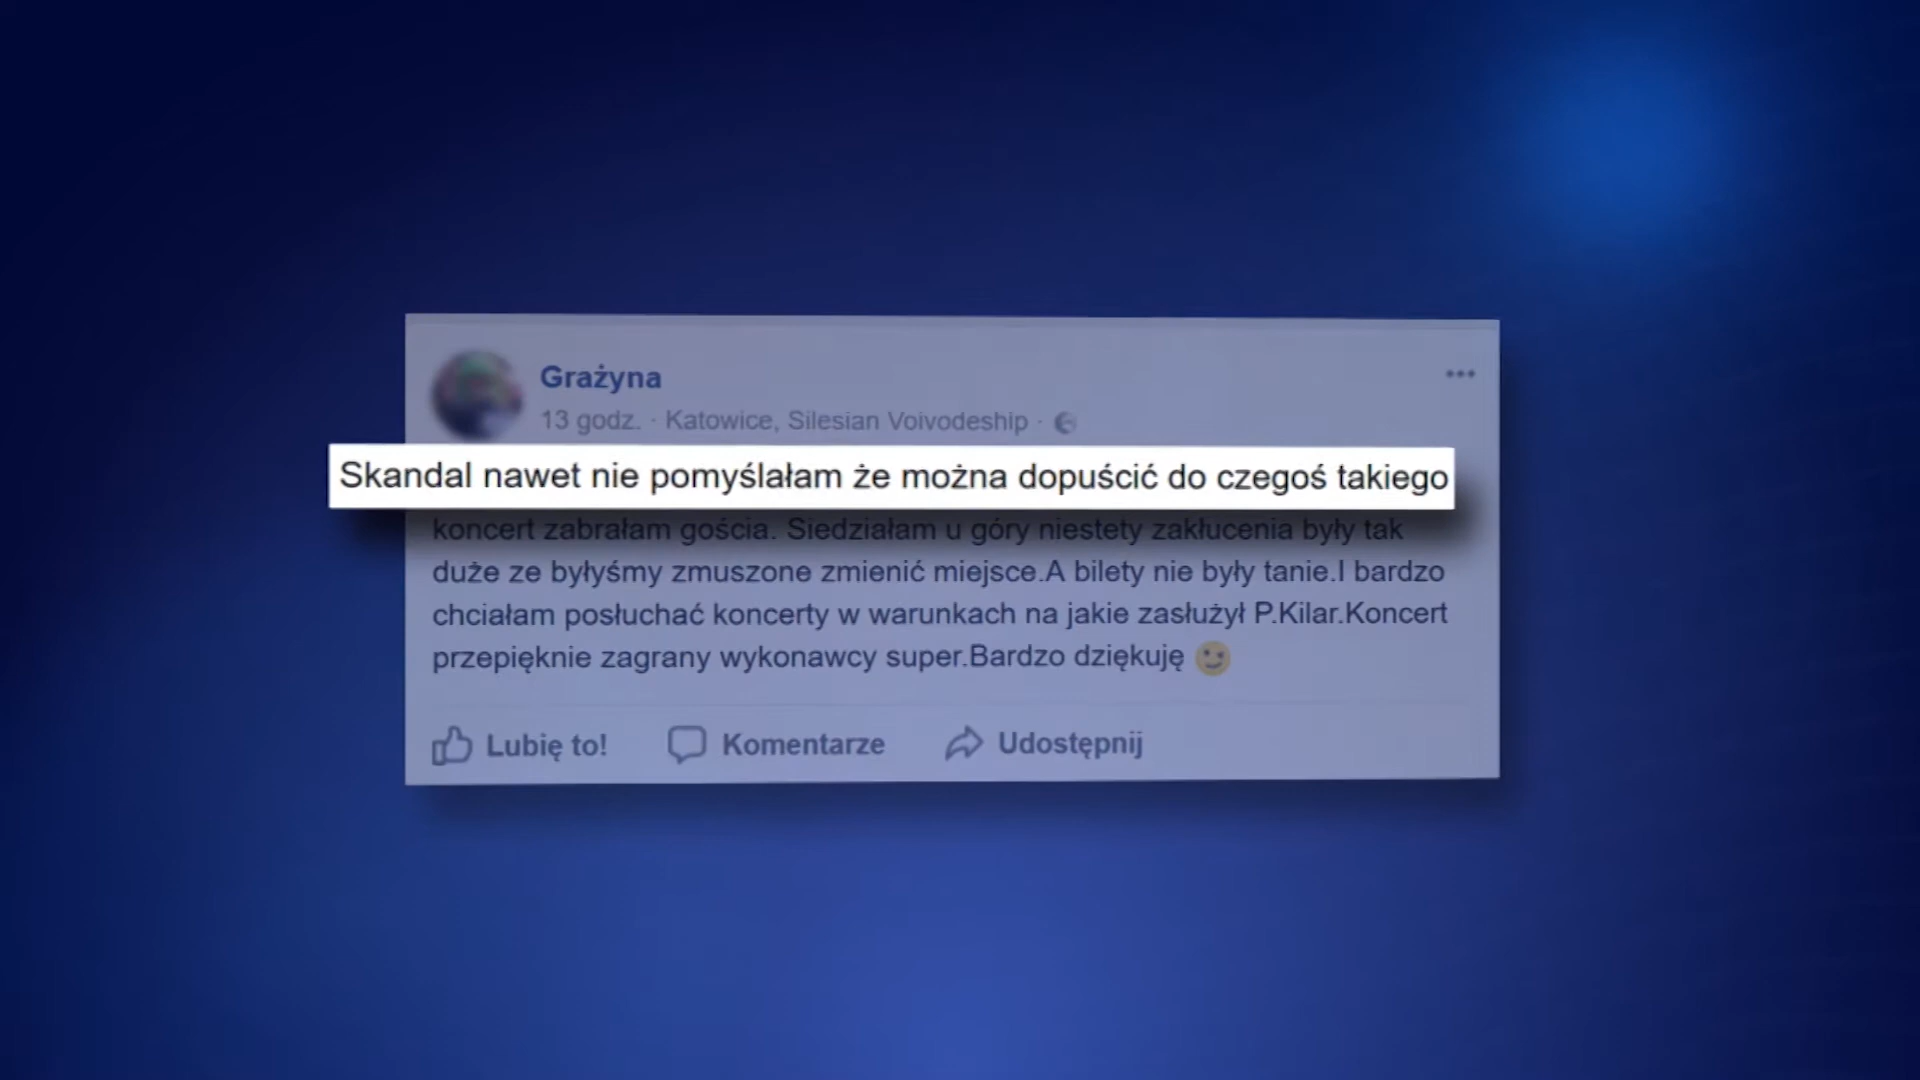 Grażyna
13 godz. · Katowice, Silesian Voivodeship ·
Skandal nawet nie pomyślałam że można dopuścić do czegoś takiego
koncert zabrałam gościa. Siedziałam u góry niestety zakłucenia były tak
duże ze byłyśmy zmuszone zmienić miejsce.A bilety nie były tanie.I bardzo
chciałam posłuchać koncerty w warunkach na jakie zasłużył P.Kilar.Koncert
przepięknie zagrany wykonawcy super.Bardzo dziękuję
Lubię to! Komentarze Udostępnij